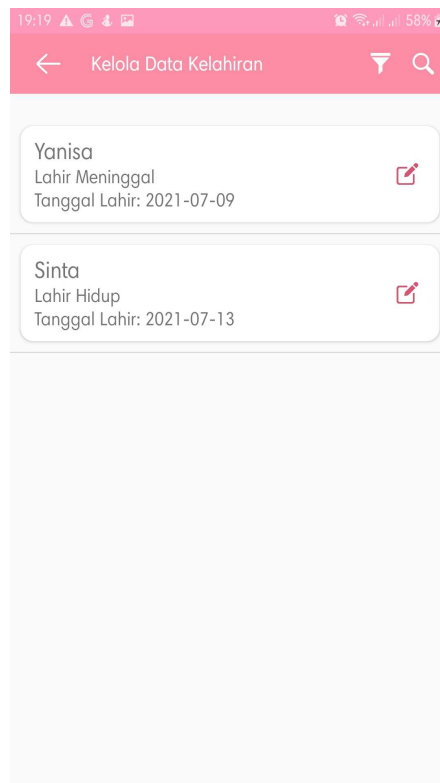 19:19 58%
Kelola Data Kelahiran
Yanisa
Lahir Meninggal
Tanggal Lahir: 2021-07-09
Sinta
Lahir Hidup
Tanggal Lahir: 2021-07-13